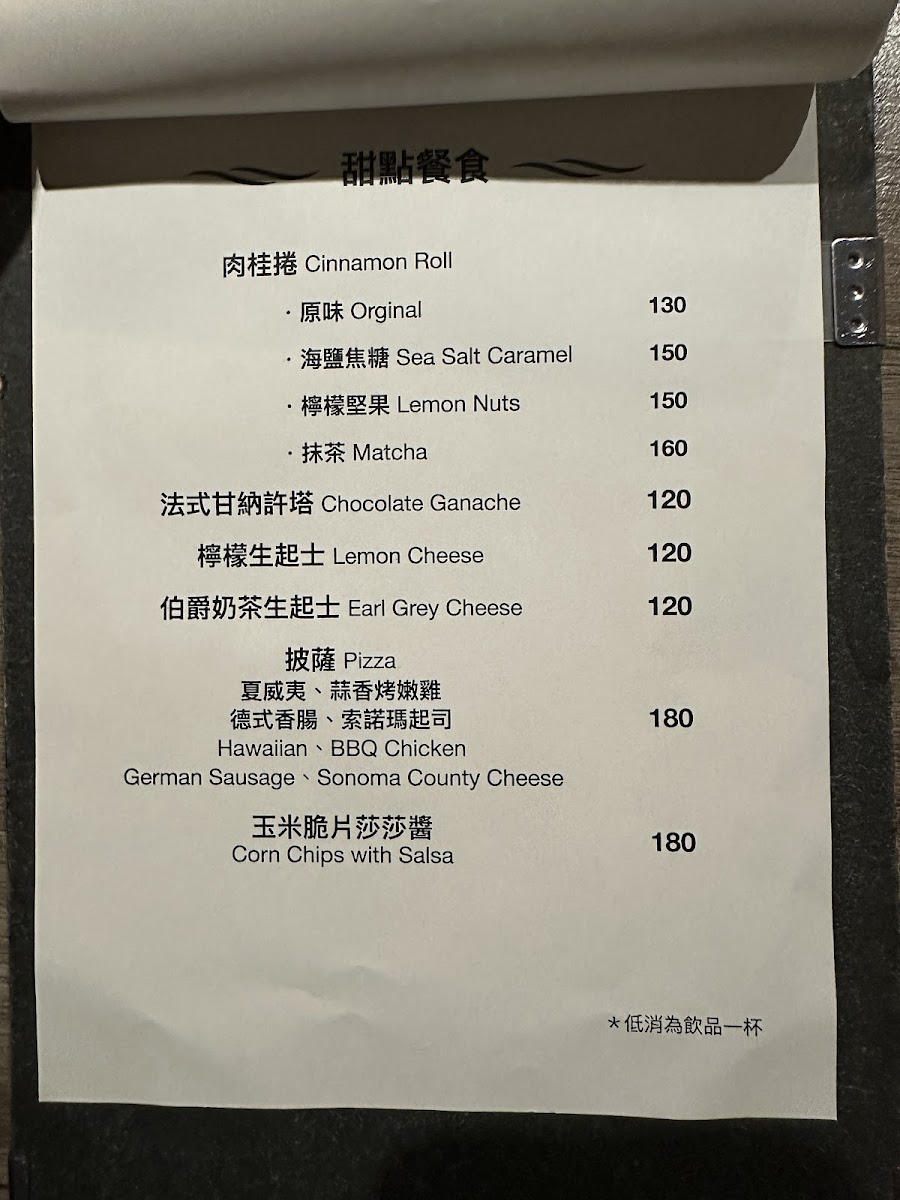 甜點餐食
肉桂捲 Cinnamon Roll
· 原味 Orginal 130
· 海鹽焦糖 Sea Salt Caramel 150
· 檸檬堅果 Lemon Nuts 150
· 抹茶 Matcha 160
法式甘納許塔 Chocolate Ganache 120
檸檬生起士 Lemon Cheese 120
伯爵奶茶生起士 Earl Grey Cheese 120
披薩 Pizza
夏威夷、蒜香烤嫩雞
德式香腸、索諾瑪起司 180
Hawaiian、BBQ Chicken
German Sausage、Sonoma County Cheese
玉米脆片莎莎醬 180
Corn Chips with Salsa
＊低消為飲品一杯